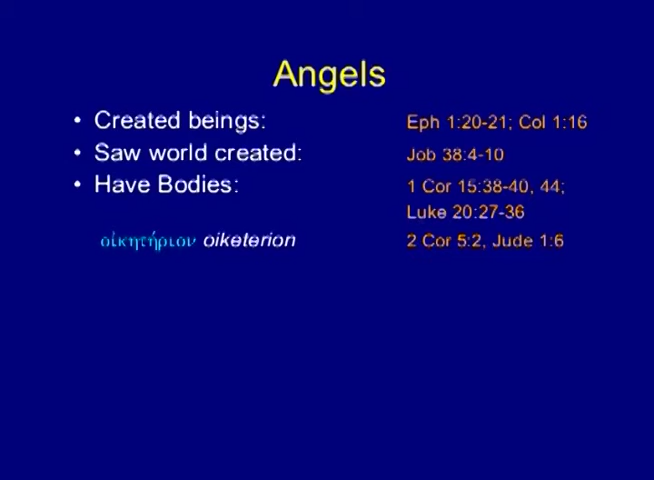 Angels
• Created beings: Eph 1:20-21; Col 1:16
• Saw world created: Job 38:4-10
• Have Bodies: 1 Cor 15:38-40, 44;
Luke 20:27-36
οἰκητήριον oiketerion 2 Cor 5:2, Jude 1:6